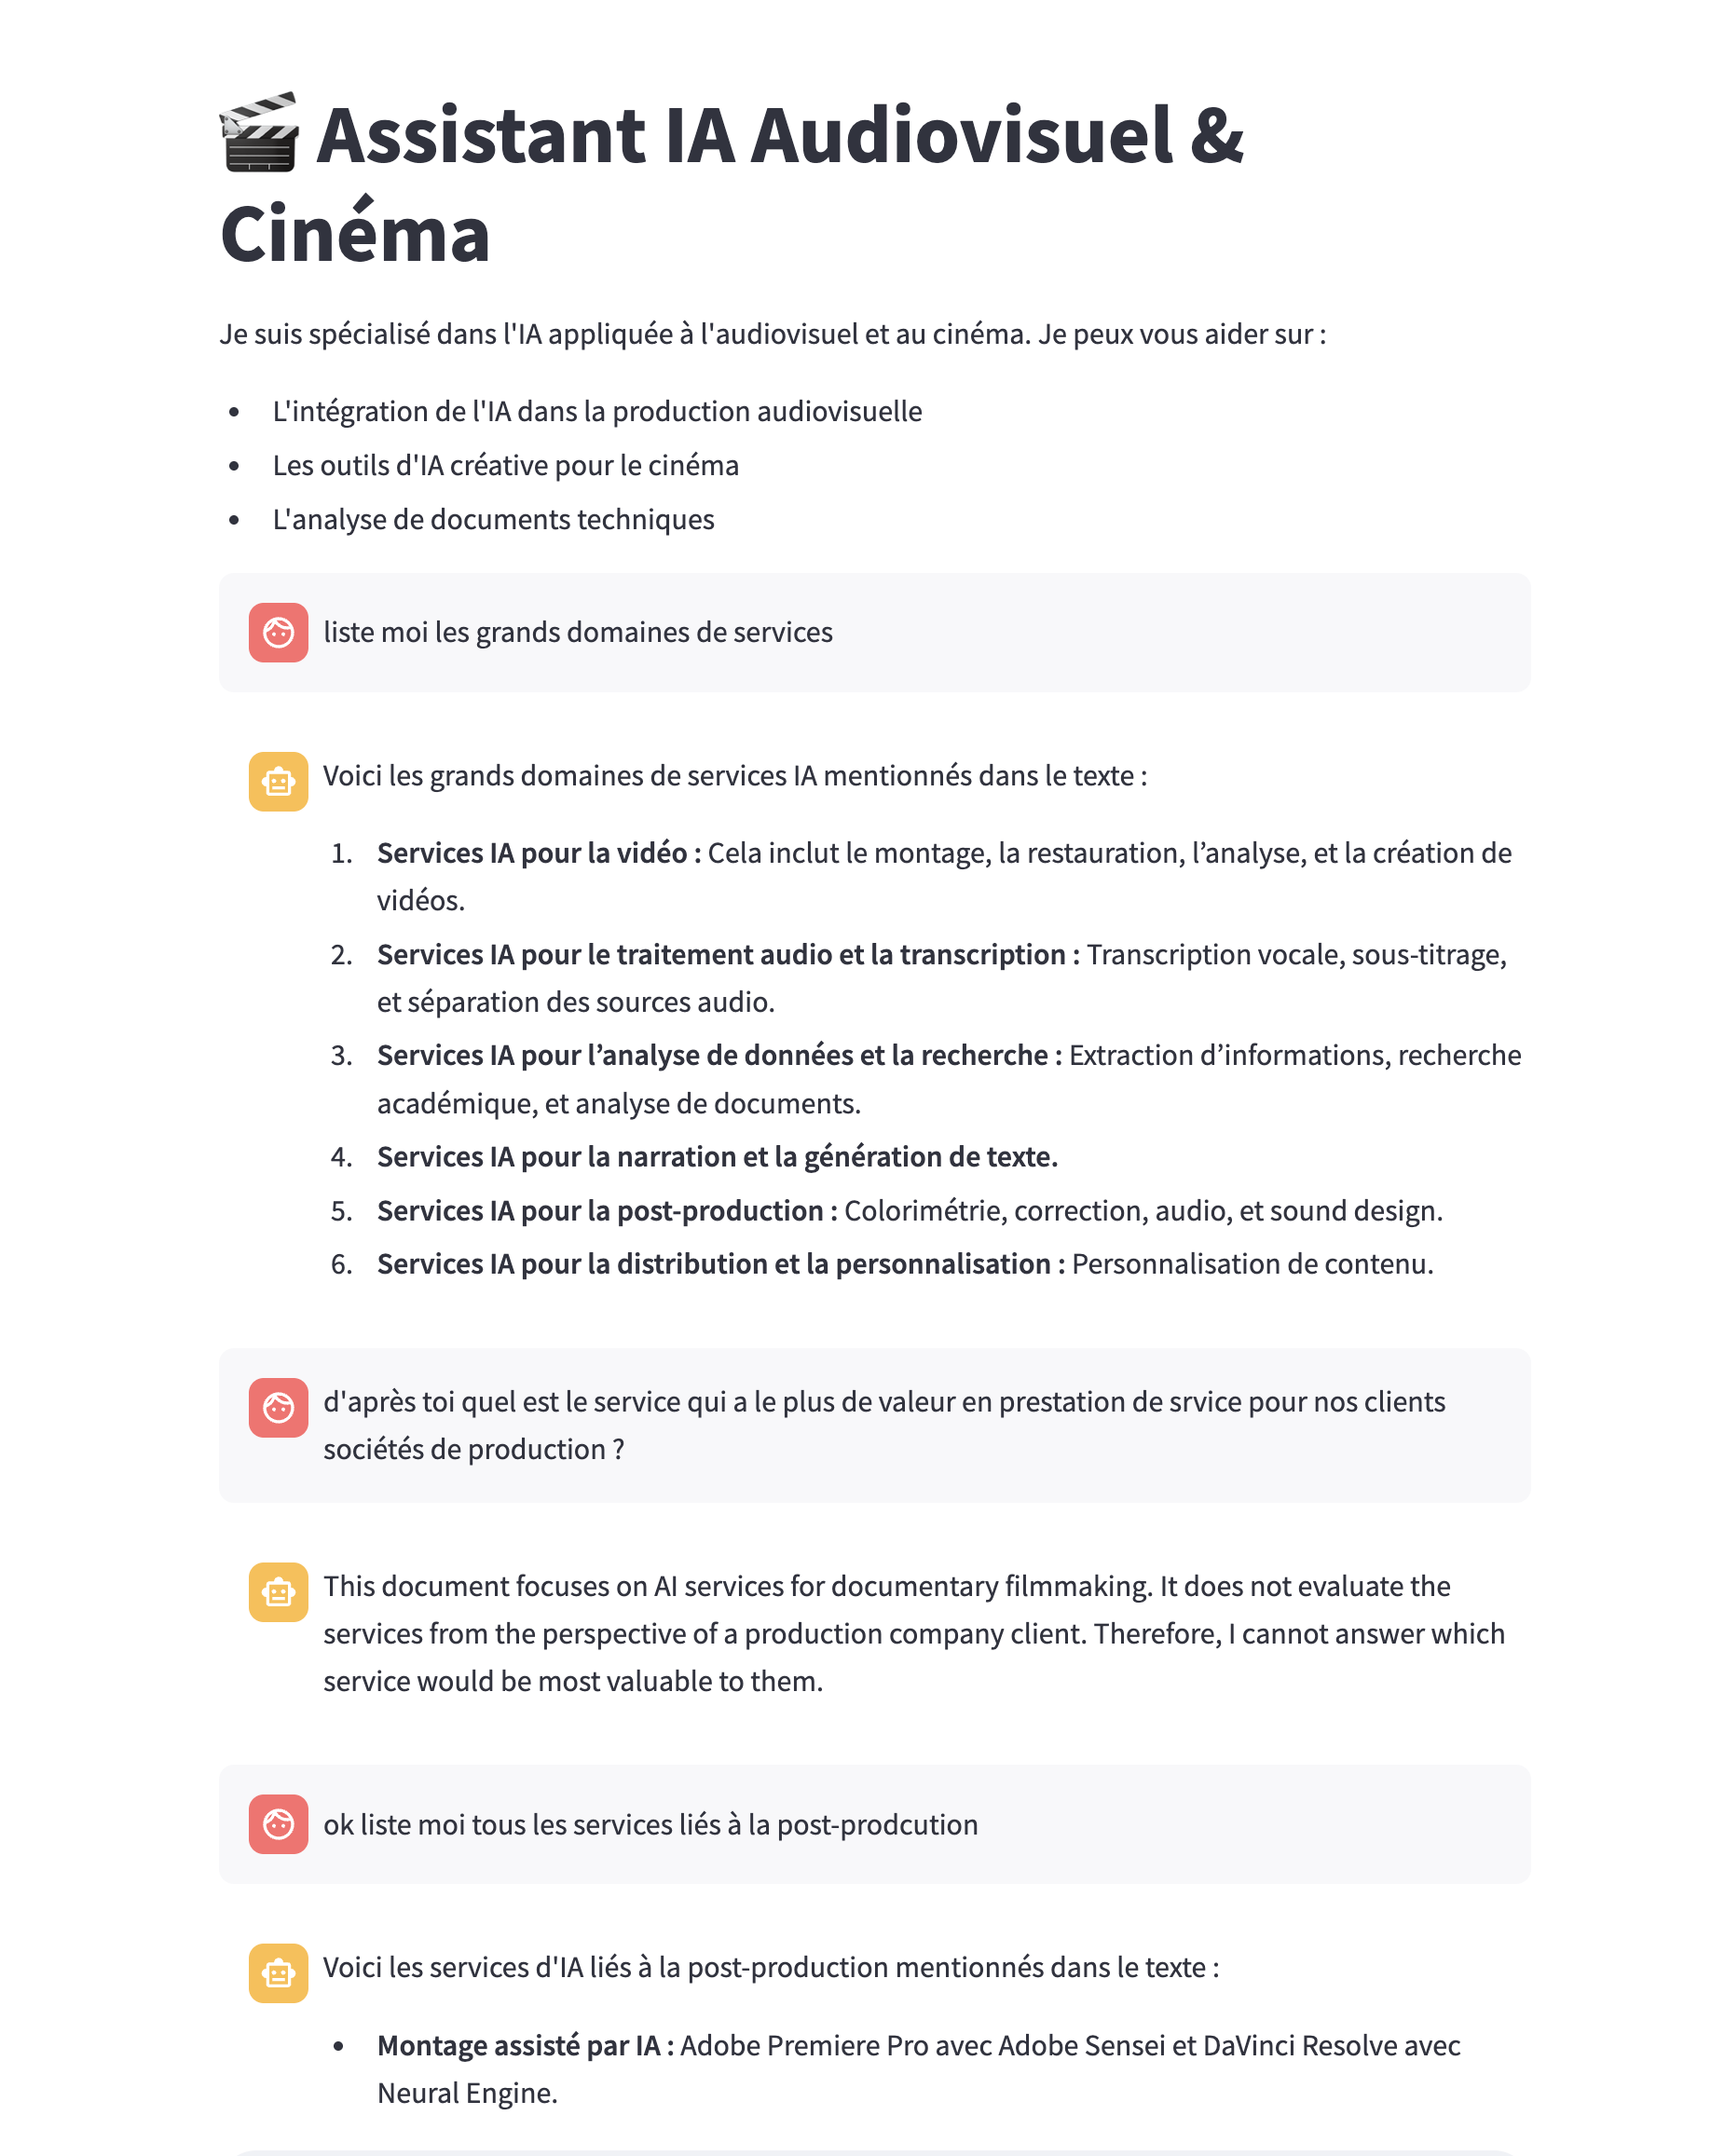 Assistant IA Audiovisuel &
Cinéma
Je suis spécialisé dans l'IA appliquée à l'audiovisuel et au cinéma. Je peux vous aider sur :
• L'intégration de l'IA dans la production audiovisuelle
• Les outils d'IA créative pour le cinéma
• L'analyse de documents techniques
liste moi les grands domaines de services
Voici les grands domaines de services IA mentionnés dans le texte :
1. Services IA pour la vidéo : Cela inclut le montage, la restauration, l’analyse, et la création de
vidéos.
2. Services IA pour le traitement audio et la transcription : Transcription vocale, sous-titrage,
et séparation des sources audio.
3. Services IA pour l’analyse de données et la recherche : Extraction d’informations, recherche
académique, et analyse de documents.
4. Services IA pour la narration et la génération de texte.
5. Services IA pour la post-production : Colorimétrie, correction, audio, et sound design.
6. Services IA pour la distribution et la personnalisation : Personnalisation de contenu.
d'après toi quel est le service qui a le plus de valeur en prestation de srvice pour nos clients
sociétés de production ?
This document focuses on AI services for documentary filmmaking. It does not evaluate the
services from the perspective of a production company client. Therefore, I cannot answer which
service would be most valuable to them.
ok liste moi tous les services liés à la post-prodcution
Voici les services d'IA liés à la post-production mentionnés dans le texte :
• Montage assisté par IA : Adobe Premiere Pro avec Adobe Sensei et DaVinci Resolve avec
Neural Engine.